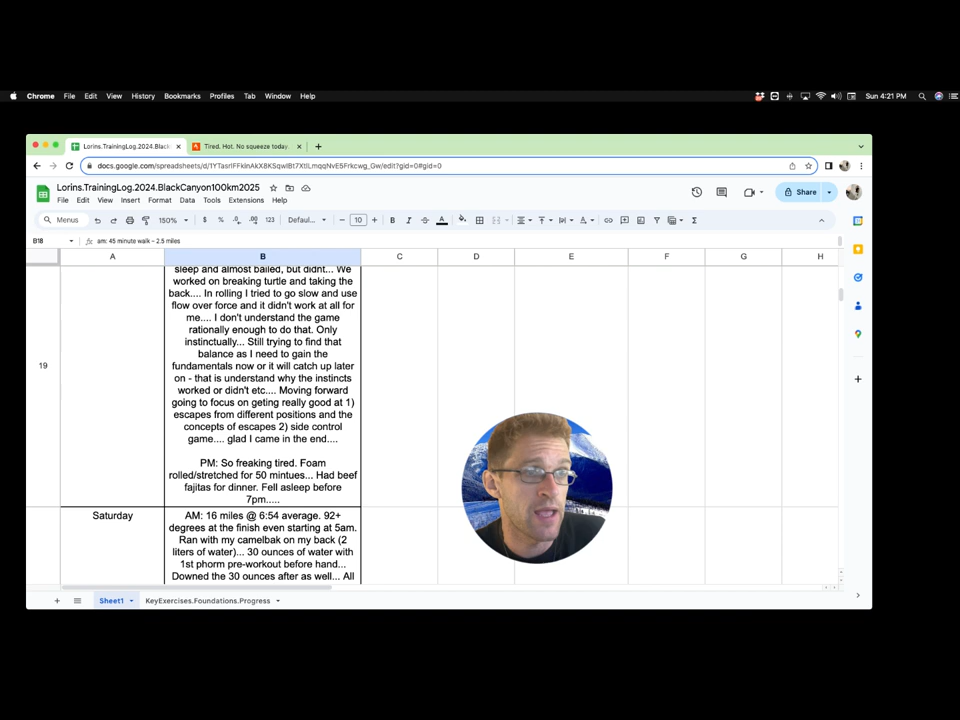 Chrome File Edit View History Bookmarks Profiles Tab Window Help Sun 4:21 PM
Lorins.TrainingLog.2024.Black Tired. Hot. No squeeze today.
docs.google.com/spreadsheets/d/1YTasrIFFkinAkX8KSqwIBt7XtILmqqNvE5Frkcwg_Gw/edit?gid=0#gid=0
Lorins.TrainingLog.2024.BlackCanyon100km2025
Share
File Edit View Insert Format Data Tools Extensions Help
Menus 150% $ % .0 .00 123 Defaul... 10 B I A
B18 fx am: 45 minute walk ~ 2.5 miles
A B C D E F G H
sleep and almost bailed, but didnt... We
worked on breaking turtle and taking the
back.... In rolling I tried to go slow and use
flow over force and it didn't work at all for
me.... I don't understand the game
rationally enough to do that. Only
instinctually... Still trying to find that
balance as I need to gain the
19
fundamentals now or it will catch up later
on - that is understand why the instincts
worked or didn't etc.... Moving forward
going to focus on geting really good at 1)
escapes from different positions and the
concepts of escapes 2) side control
game.... glad I came in the end....
PM: So freaking tired. Foam
rolled/stretched for 50 mintues... Had beef
fajitas for dinner. Fell asleep before
7pm.....
Saturday
AM: 16 miles @ 6:54 average. 92+
degrees at the finish even starting at 5am.
Ran with my camelbak on my back (2
liters of water)... 30 ounces of water with
1st phorm pre-workout before hand...
Downed the 30 ounces after as well... All
Sheet1 KeyExercises.Foundations.Progress